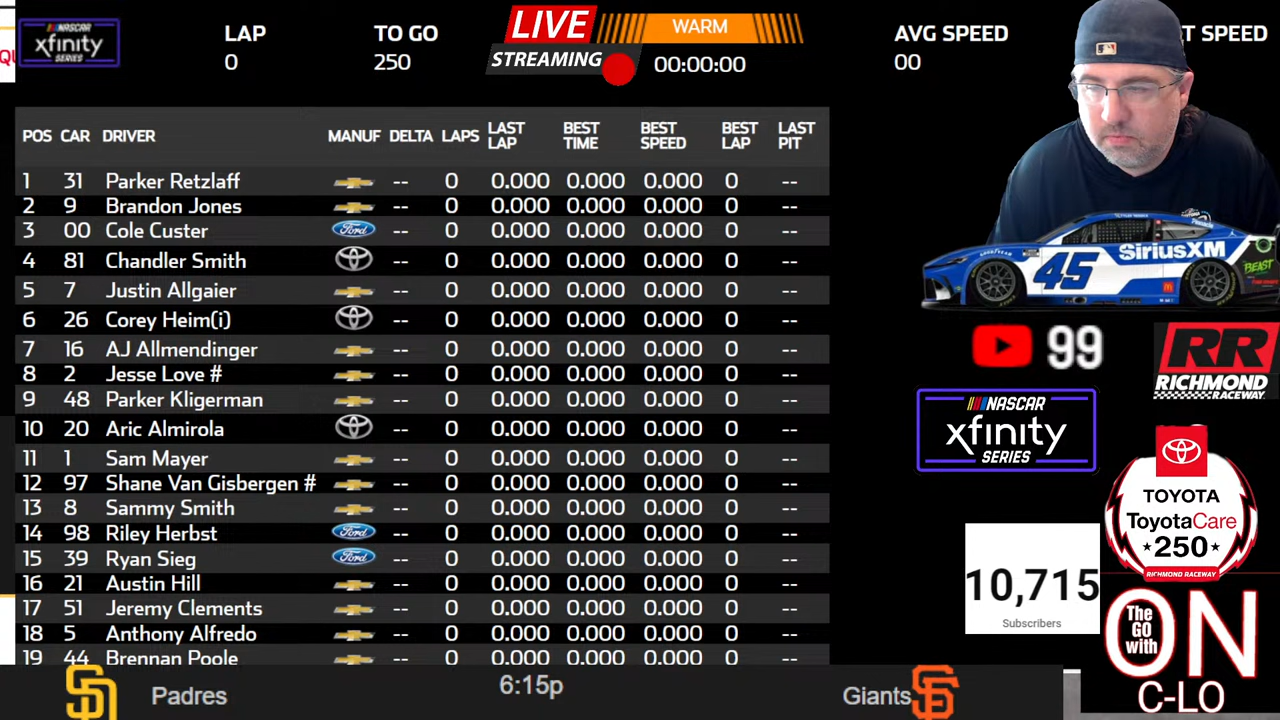 NASCAR
xfinity
SERIES
LAP
0
TO GO
250
LIVE
STREAMING
WARM
00:00:00
AVG SPEED
00
T SPEED
POS CAR DRIVER MANUF DELTA LAPS LAST LAP BEST TIME BEST SPEED BEST LAP LAST PIT
1 31 Parker Retzlaff -- 0 0.000 0.000 0.000 0 --
2 9 Brandon Jones -- 0 0.000 0.000 0.000 0 --
3 00 Cole Custer Ford -- 0 0.000 0.000 0.000 0 --
4 81 Chandler Smith -- 0 0.000 0.000 0.000 0 --
5 7 Justin Allgaier -- 0 0.000 0.000 0.000 0 --
6 26 Corey Heim(i) -- 0 0.000 0.000 0.000 0 --
7 16 AJ Allmendinger -- 0 0.000 0.000 0.000 0 --
8 2 Jesse Love # -- 0 0.000 0.000 0.000 0 --
9 48 Parker Kligerman -- 0 0.000 0.000 0.000 0 --
10 20 Aric Almirola -- 0 0.000 0.000 0.000 0 --
11 1 Sam Mayer -- 0 0.000 0.000 0.000 0 --
12 97 Shane Van Gisbergen # -- 0 0.000 0.000 0.000 0 --
13 8 Sammy Smith -- 0 0.000 0.000 0.000 0 --
14 98 Riley Herbst Ford -- 0 0.000 0.000 0.000 0 --
15 39 Ryan Sieg Ford -- 0 0.000 0.000 0.000 0 --
16 21 Austin Hill -- 0 0.000 0.000 0.000 0 --
17 51 Jeremy Clements -- 0 0.000 0.000 0.000 0 --
18 5 Anthony Alfredo -- 0 0.000 0.000 0.000 0 --
19 44 Brennan Poole -- 0 0.000 0.000 0.000 0 --
SiriusXM
45
BEAST
99
RR
RICHMOND
RACEWAY
NASCAR
xfinity
SERIES
TOYOTA
ToyotaCare
250
RICHMOND RACEWAY
10,715
Subscribers
The GO with
ON
C-LO
SD Padres
6:15p
Giants SF